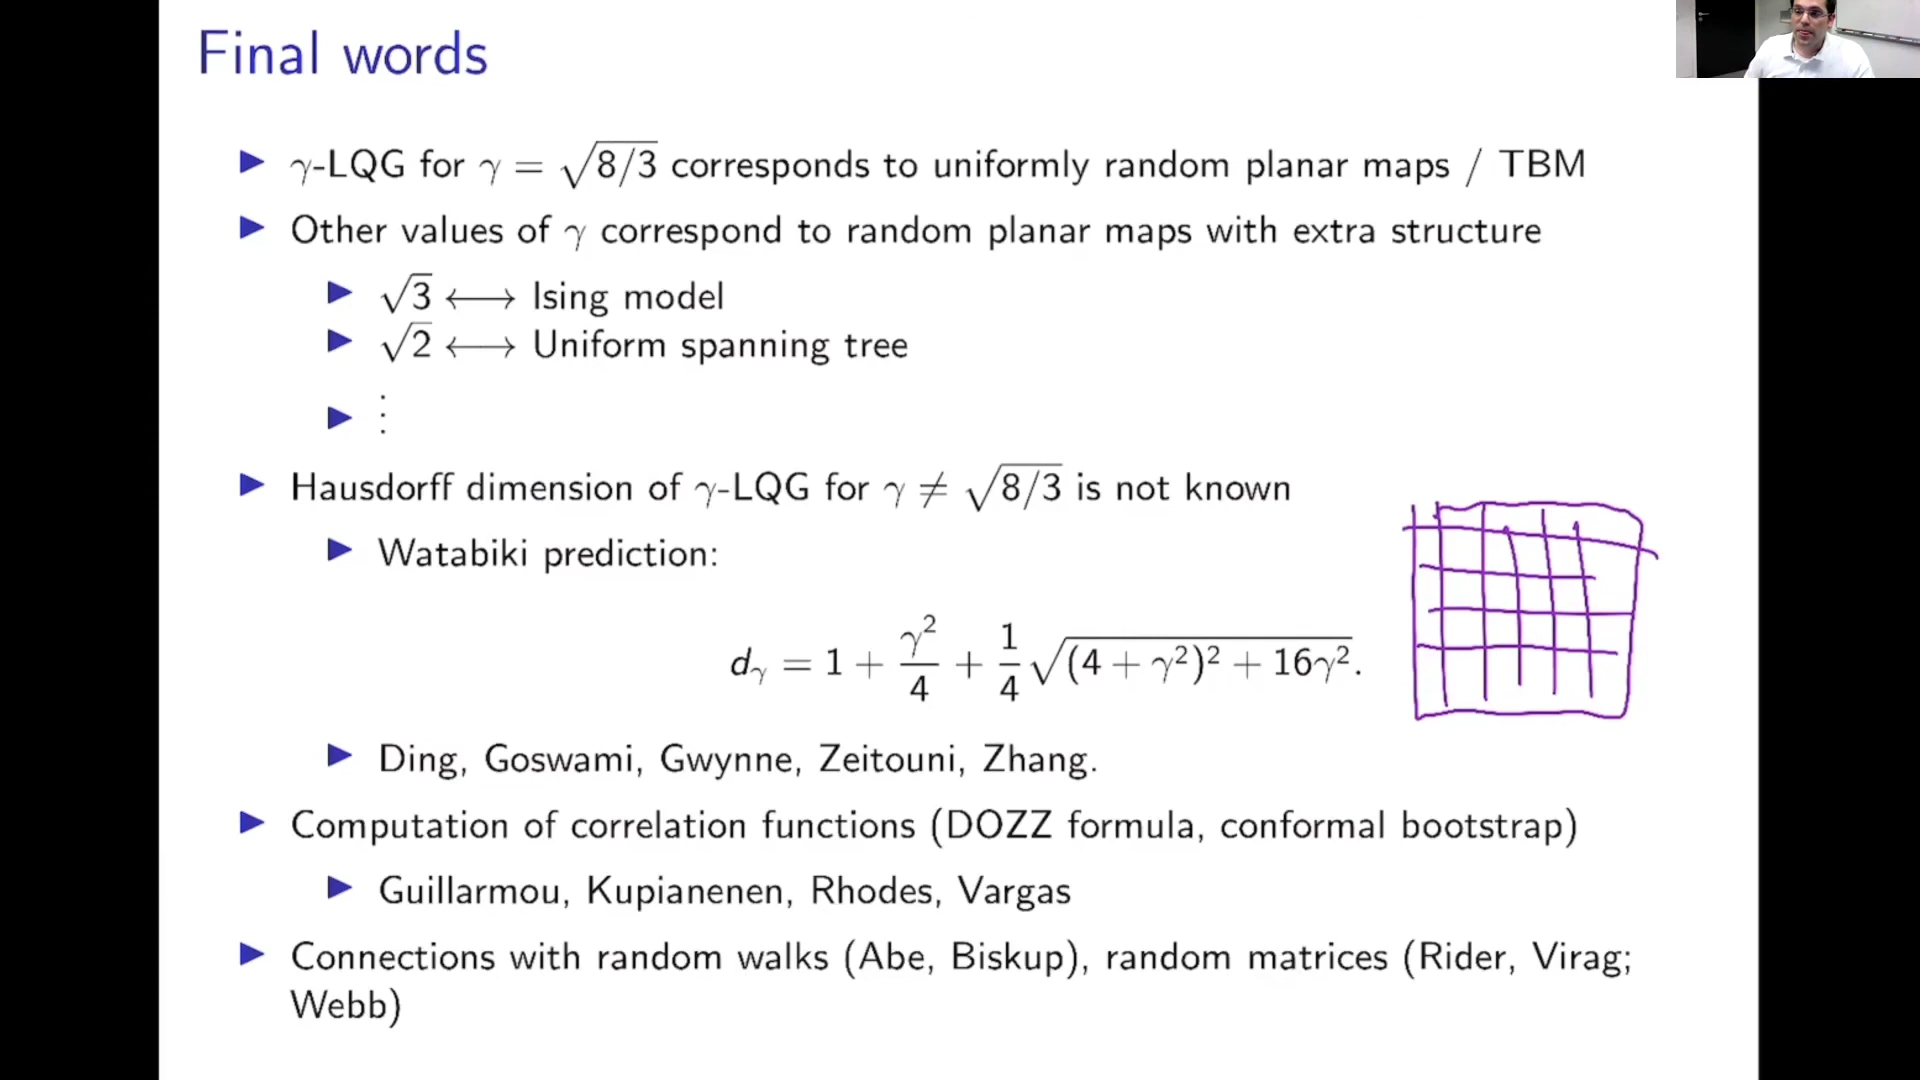 Final words
▶ γ-LQG for γ = √8/3 corresponds to uniformly random planar maps / TBM
▶ Other values of γ correspond to random planar maps with extra structure
▶ √3 ⟷ Ising model
▶ √2 ⟷ Uniform spanning tree
▶ ⋮
▶ Hausdorff dimension of γ-LQG for γ ≠ √8/3 is not known
▶ Watabiki prediction:
d_γ = 1 + γ²/4 + 1/4 √(4 + γ²)² + 16γ².
▶ Ding, Goswami, Gwynne, Zeitouni, Zhang.
▶ Computation of correlation functions (DOZZ formula, conformal bootstrap)
▶ Guillarmou, Kupianenen, Rhodes, Vargas
▶ Connections with random walks (Abe, Biskup), random matrices (Rider, Virag;
Webb)